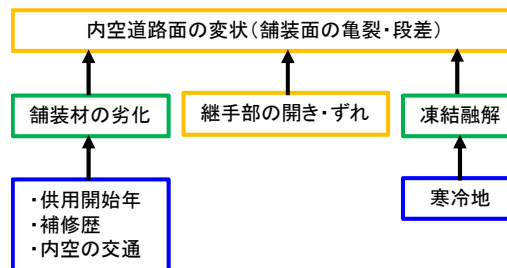 内空道路面の変状(舗装面の亀裂・段差)
舗装材の劣化
継手部の開き・ずれ
凍結融解
・供用開始年
・補修歴
・内空の交通
寒冷地